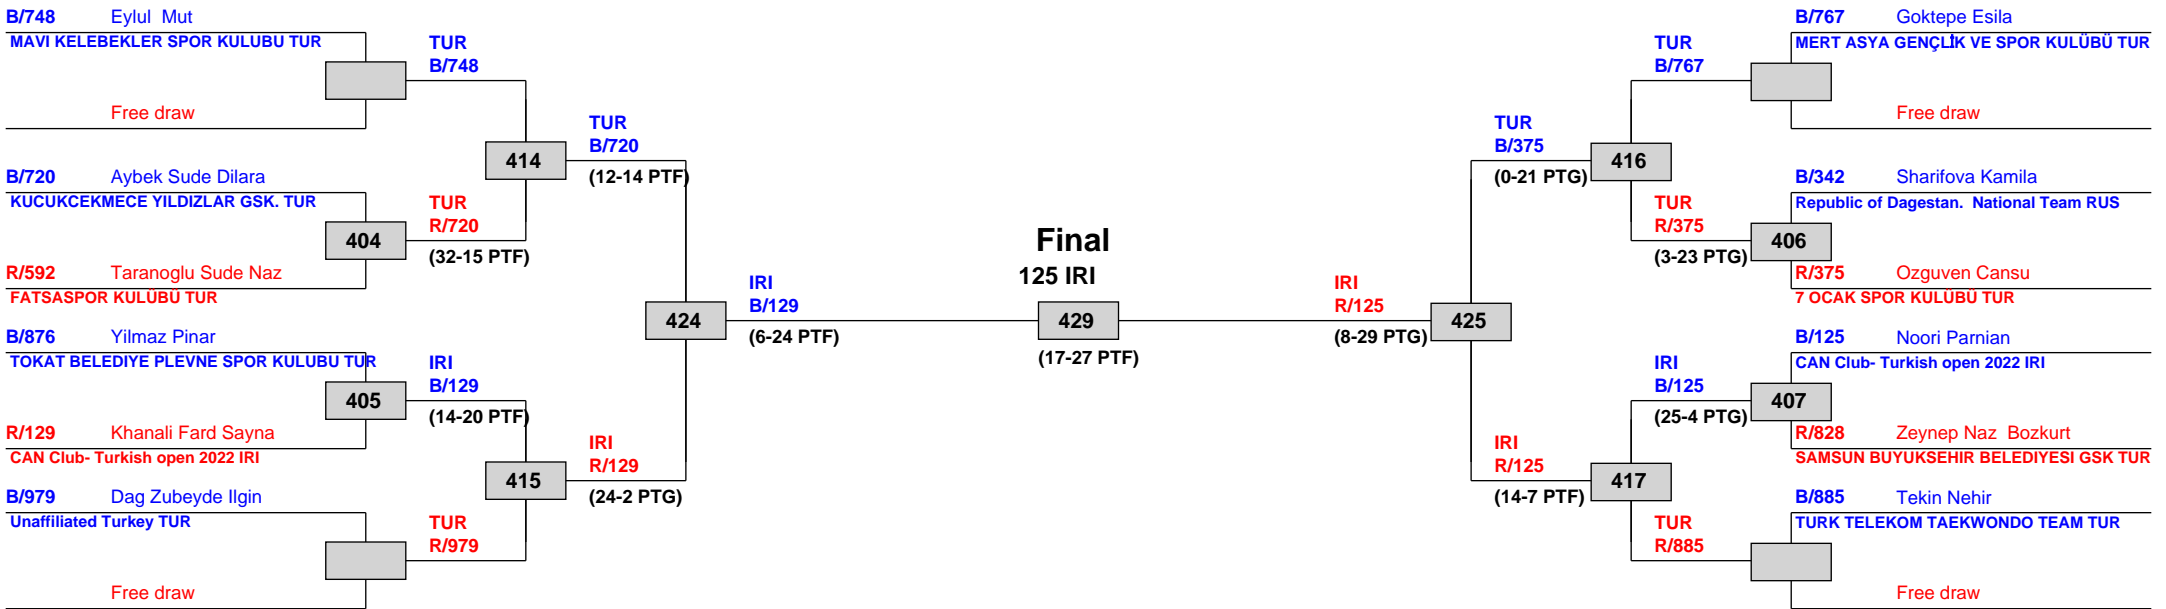 B/748 Eylul Mut
MAVI KELEBEKLER SPOR KULUBU TUR
TUR
B/748
Free draw
TUR
B/720
414
(12-14 PTF)
B/720 Aybek Sude Dilara
KUCUKCEKMECE YILDIZLAR GSK. TUR
TUR
R/720
404
(32-15 PTF)
R/592 Taranoglu Sude Naz
FATSASPOR KULÜBÜ TUR
IRI
B/129
424
(6-24 PTF)
B/876 Yilmaz Pinar
TOKAT BELEDIYE PLEVNE SPOR KULUBU TUR
IRI
B/129
405
(14-20 PTF)
R/129 Khanali Fard Sayna
CAN Club- Turkish open 2022 IRI
IRI
R/129
415
(24-2 PTG)
B/979 Dag Zubeyde Ilgin
Unaffiliated Turkey TUR
TUR
R/979
Free draw
Final
125 IRI
429
(17-27 PTF)
B/767 Goktepe Esila
MERT ASYA GENÇLİK VE SPOR KULÜBÜ TUR
TUR
B/767
Free draw
TUR
B/375
416
(0-21 PTG)
B/342 Sharifova Kamila
Republic of Dagestan. National Team RUS
TUR
R/375
406
(3-23 PTG)
R/375 Ozguven Cansu
7 OCAK SPOR KULÜBÜ TUR
IRI
R/125
425
(8-29 PTG)
B/125 Noori Parnian
CAN Club- Turkish open 2022 IRI
IRI
B/125
407
(25-4 PTG)
R/828 Zeynep Naz Bozkurt
SAMSUN BUYUKSEHIR BELEDIYESI GSK TUR
IRI
R/125
417
(14-7 PTF)
B/885 Tekin Nehir
TURK TELEKOM TAEKWONDO TEAM TUR
TUR
R/885
Free draw